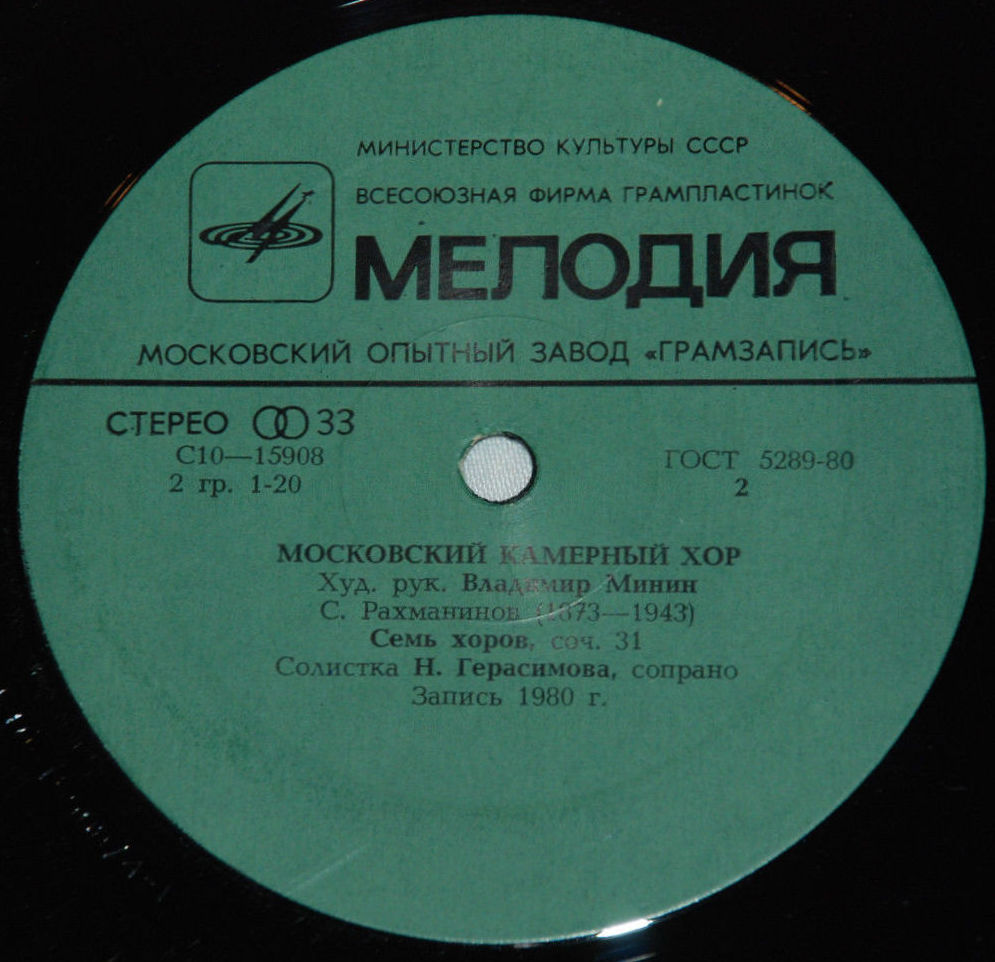 МИНИСТЕРСТВО КУЛЬТУРЫ СССР
ВСЕСОЮЗНАЯ ФИРМА ГРАМПЛАСТИНОК
МЕЛОДИЯ
МОСКОВСКИЙ ОПЫТНЫЙ ЗАВОД «ГРАМЗАПИСЬ»
СТЕРЕО 33
С10—15908
ГОСТ 5289-80
2 гр. 1-20
2
МОСКОВСКИЙ КАМЕРНЫЙ ХОР
Худ. рук. Владимир Минин
С. Рахманинов (1873—1943)
Семь хоров, соч. 31
Солистка Н. Герасимова, сопрано
Запись 1980 г.